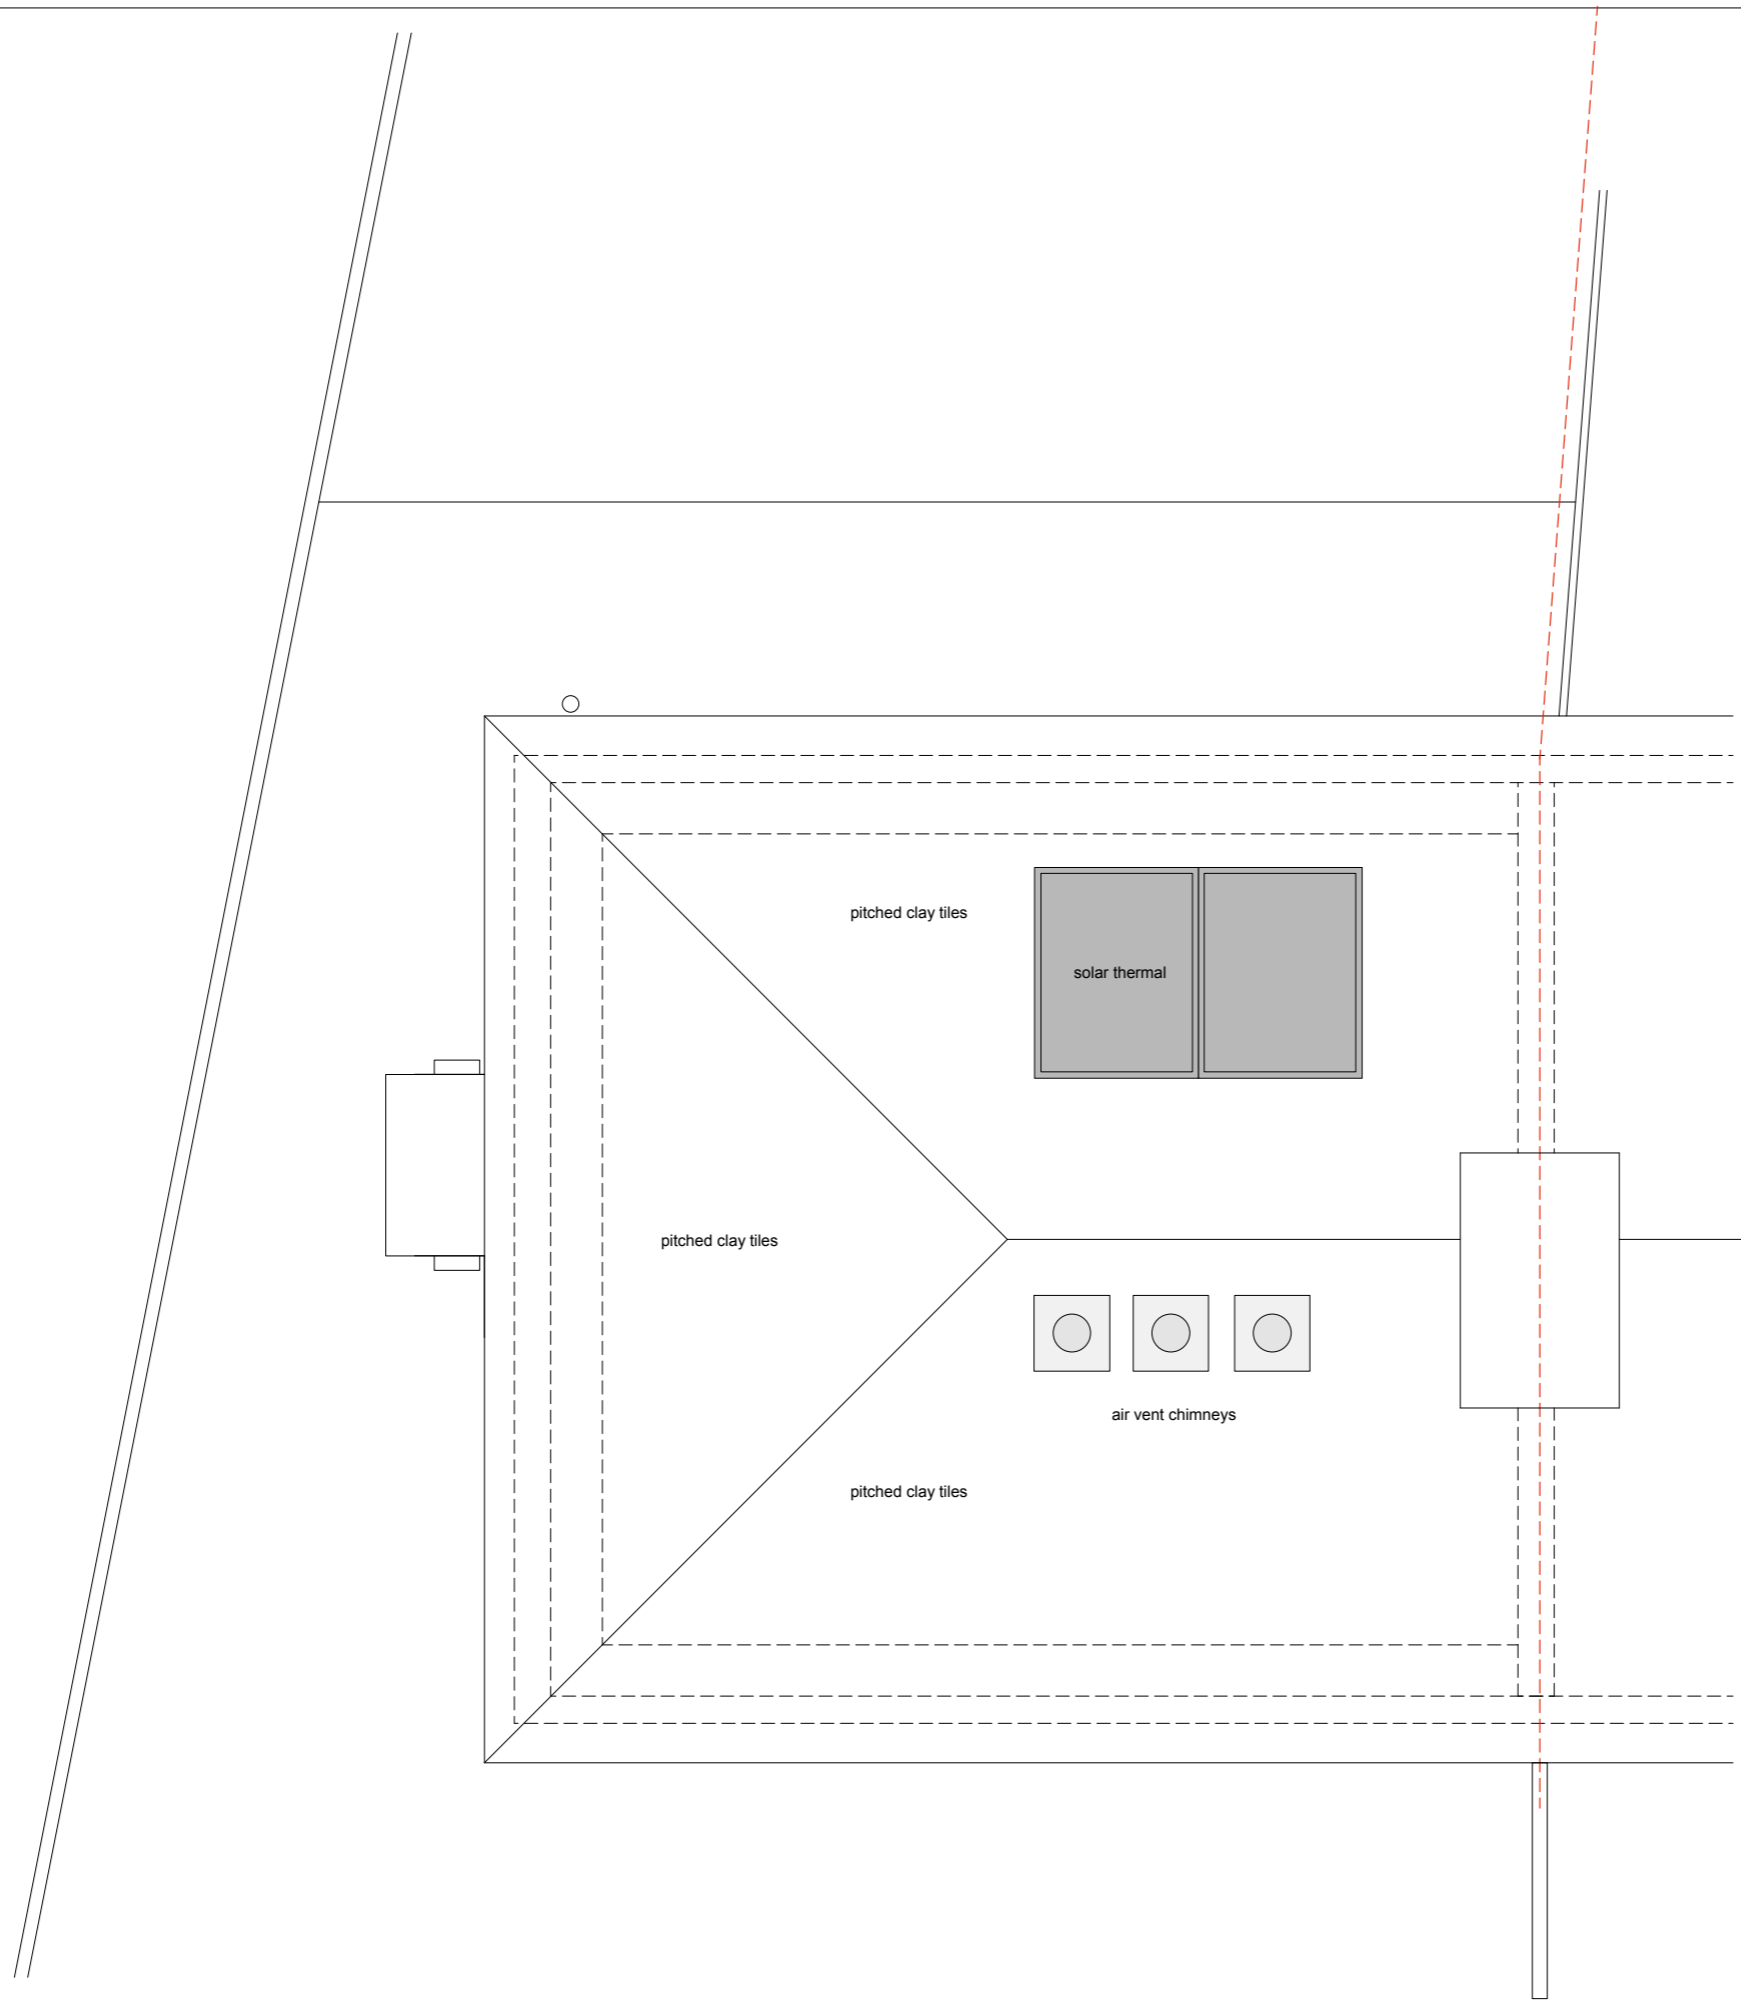 pitched clay tiles
solar thermal
pitched clay tiles
air vent chimneys
pitched clay tiles